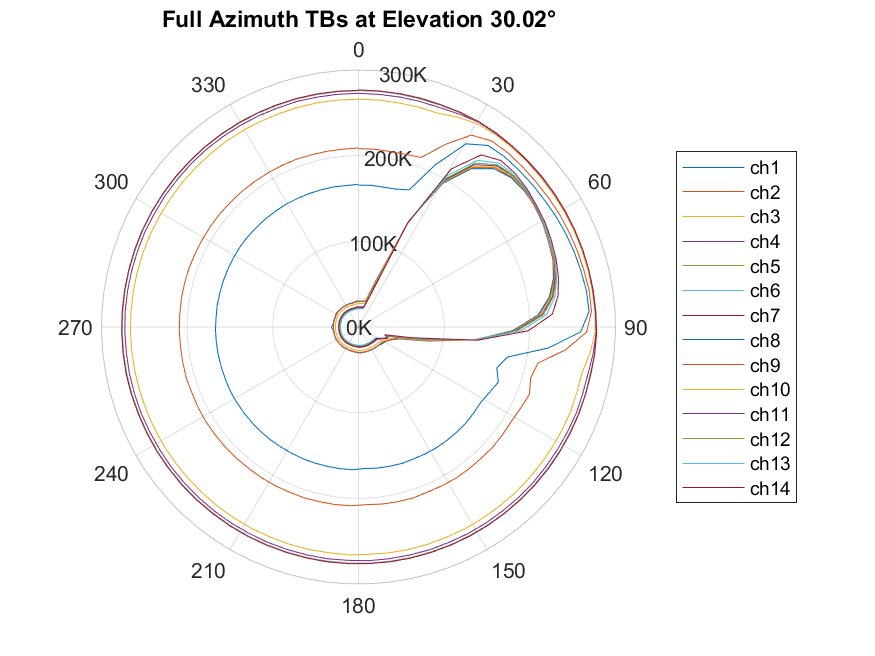 Full Azimuth TBs at Elevation 30.02°
0
330
300K
30
200K
300
60
100K
270
0K
90
240
120
210
150
180
ch1
ch2
ch3
ch4
ch5
ch6
ch7
ch8
ch9
ch10
ch11
ch12
ch13
ch14